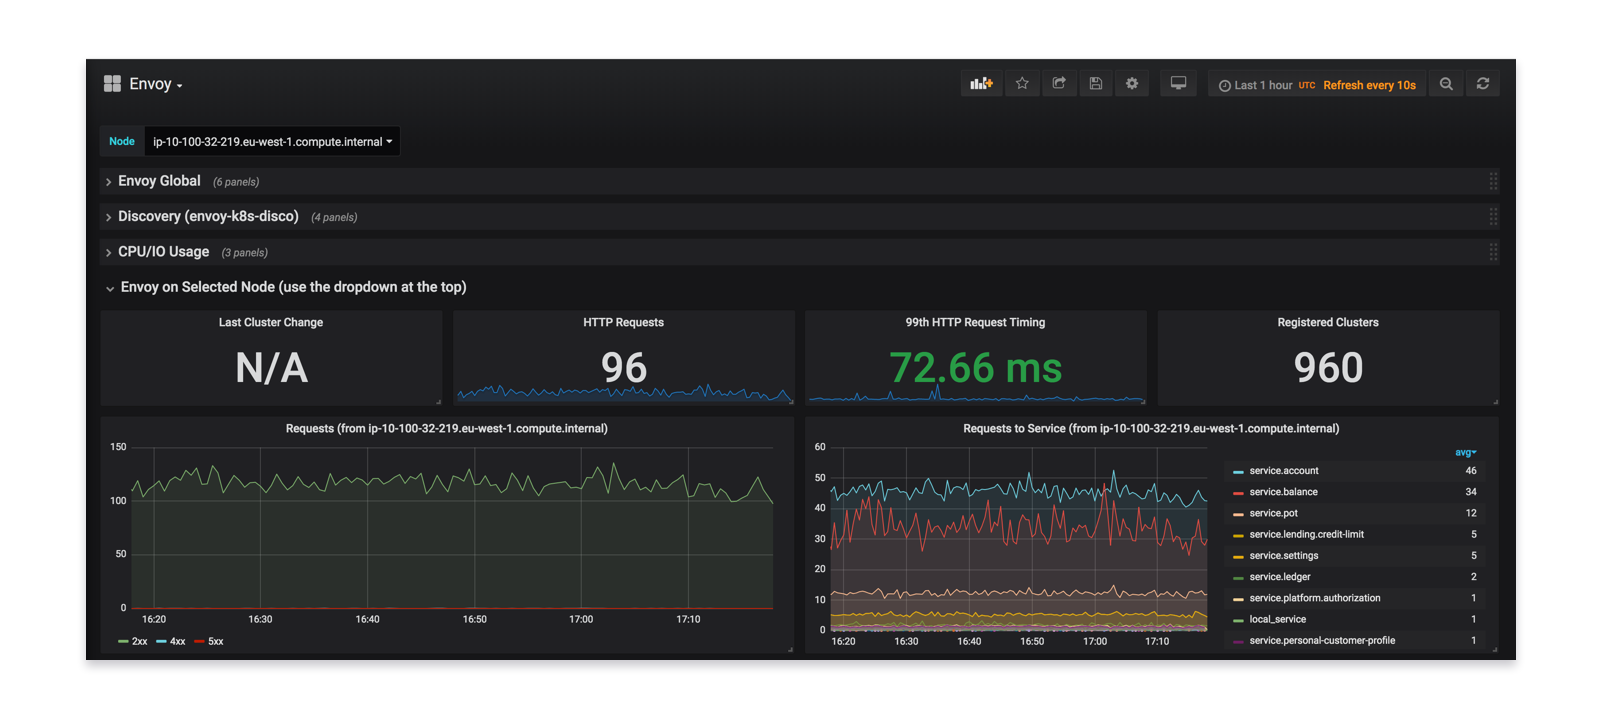 Envoy
Last 1 hour UTC Refresh every 10s
Node ip-10-100-32-219.eu-west-1.compute.internal
Envoy Global (6 panels)
Discovery (envoy-k8s-disco) (4 panels)
CPU/IO Usage (3 panels)
Envoy on Selected Node (use the dropdown at the top)
Last Cluster Change
N/A
HTTP Requests
96
99th HTTP Request Timing
72.66 ms
Registered Clusters
960
Requests (from ip-10-100-32-219.eu-west-1.compute.internal)
150
100
50
0
16:20 16:30 16:40 16:50 17:00 17:10
2xx 4xx 5xx
Requests to Service (from ip-10-100-32-219.eu-west-1.compute.internal)
60
50
40
30
20
10
0
16:20 16:30 16:40 16:50 17:00 17:10
avg
service.account 46
service.balance 34
service.pot 12
service.lending.credit-limit 5
service.settings 5
service.ledger 2
service.platform.authorization 1
local_service 1
service.personal-customer-profile 1